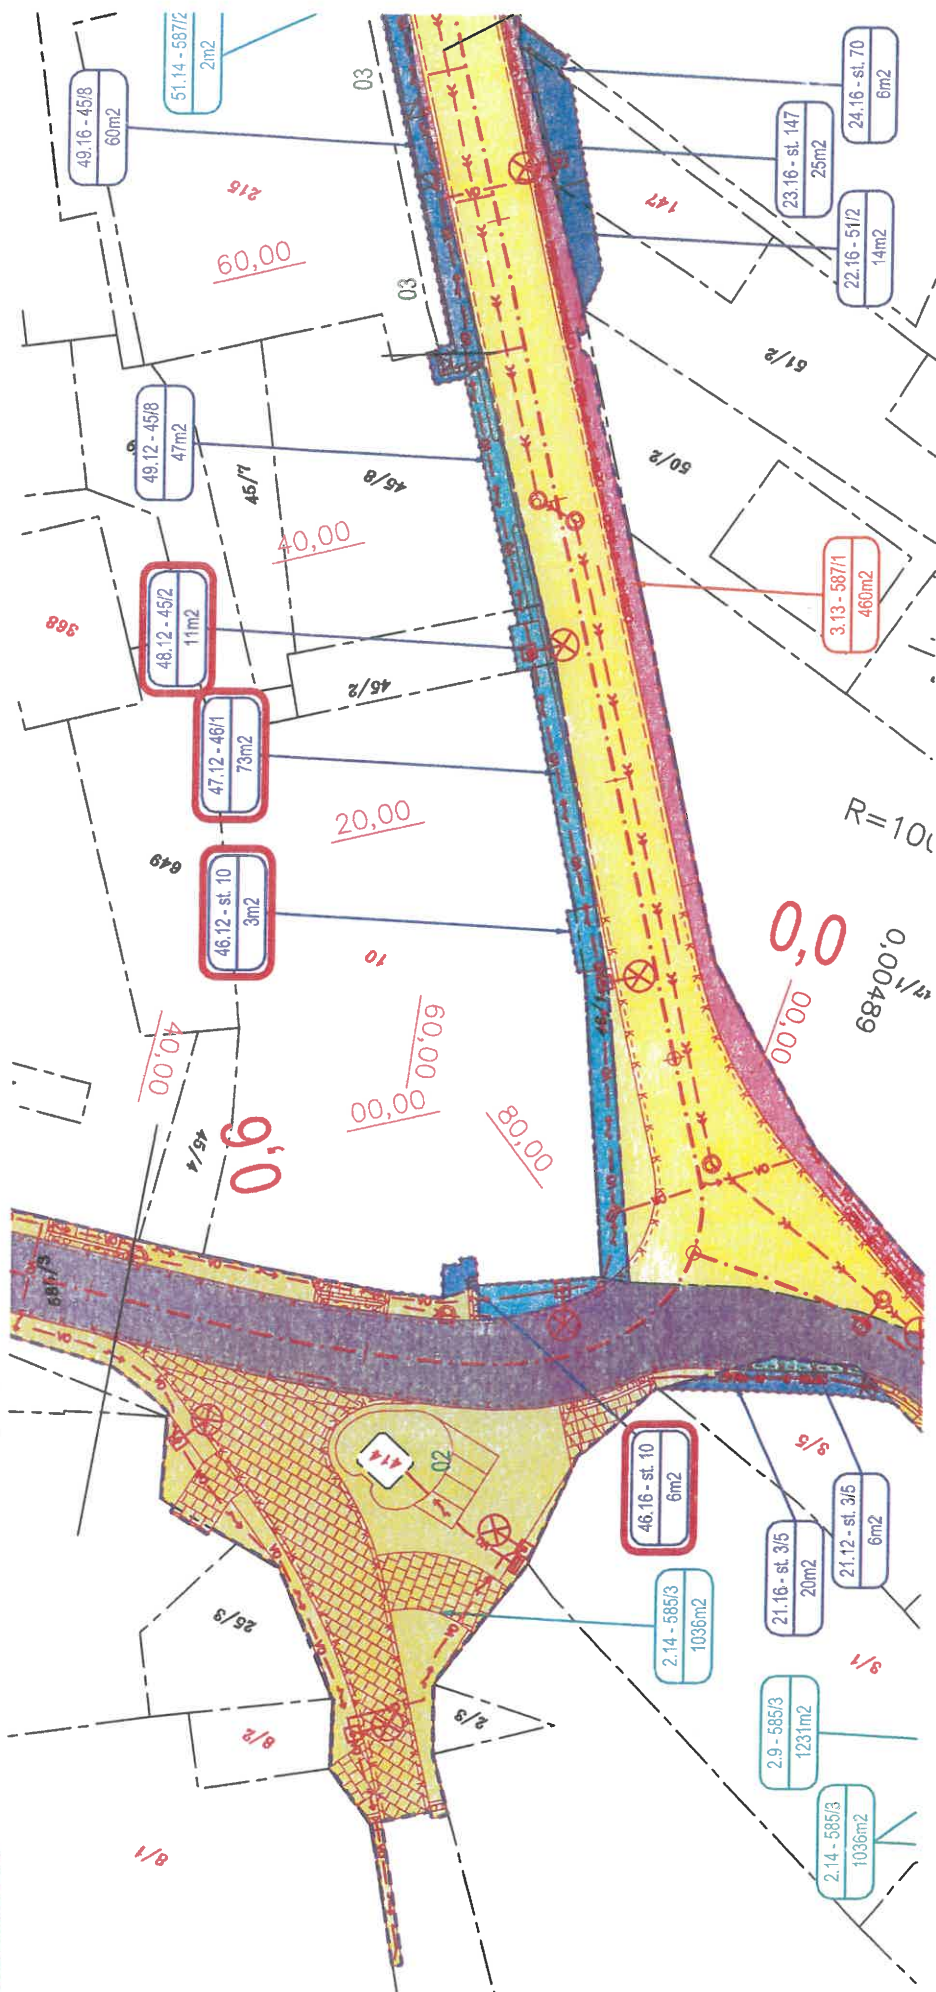 51.14 - 587/2
2m2
49.16 - 45/8
60m2
03
215
60,00
03
24.16 - st. 70
6m2
23.16 - st. 147
25m2
22.16 - 51/2
14m2
147
51/2
49.12 - 45/8
47m2
45/7
45/8
50/2
40,00
368
48.12 - 45/2
11m2
45/2
3.13 - 587/1
460m2
47.12 - 46/1
73m2
20,00
649
46.12 - st. 10
3m2
10
0,0
00,00
0,00489
17/1
40,00
60,00
00,00
80,00
45/4
0,6
414
02
46.16 - st. 10
6m2
3/5
21.16 - st. 3/5
20m2
21.12 - st. 3/5
6m2
2.14 - 585/3
1036m2
25/3
8/2
2/3
3/1
2.9 - 585/3
1231m2
2.14 - 585/3
1036m2
8/1